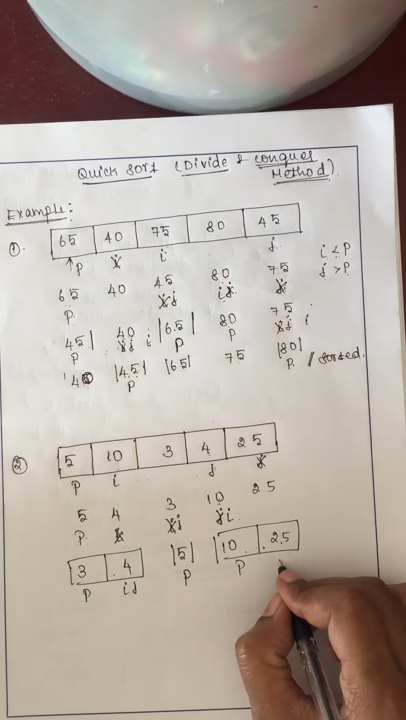 Quick Sort (Divide & Conquer
Method).
Example:
①. 65 40 75 80 45
↑P i i j i < P
65 40 45 80 75 j > P
P. i j i j j
45| 40 |65| 80 75
P i j i P P i j i
40 |45| |65| 75 |80|
P P. / sorted.
② 5 10 3 4 25
P i j j
5 4 3 10 25
P. i i j j i.
3 4 |5| 10 25
P i j P P